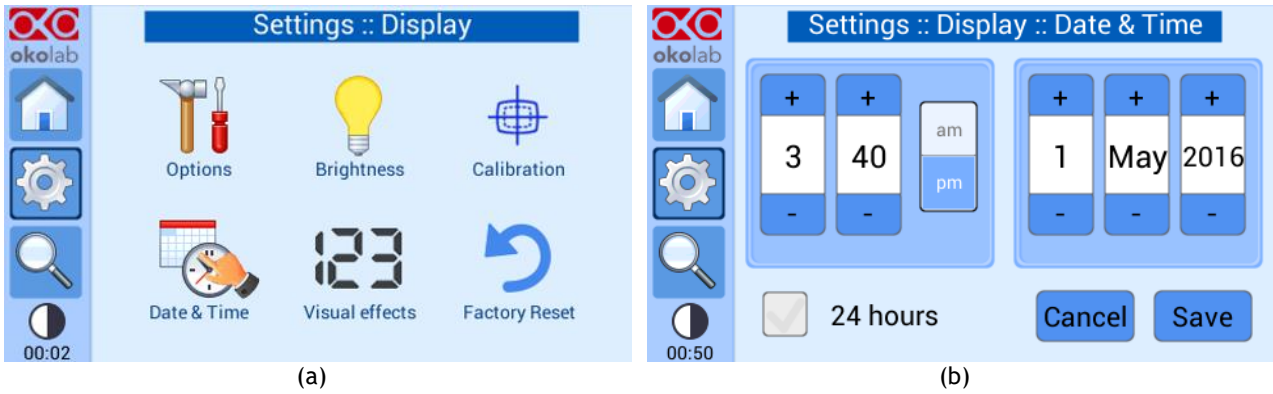 okolab
Settings :: Display
Options
Brightness
Calibration
Date & Time
123
Visual effects
Factory Reset
00:02
(a)
okolab
Settings :: Display :: Date & Time
+ + + + +
3 40 am 1 May 2016
pm
- - - - -
24 hours
Cancel Save
00:50
(b)